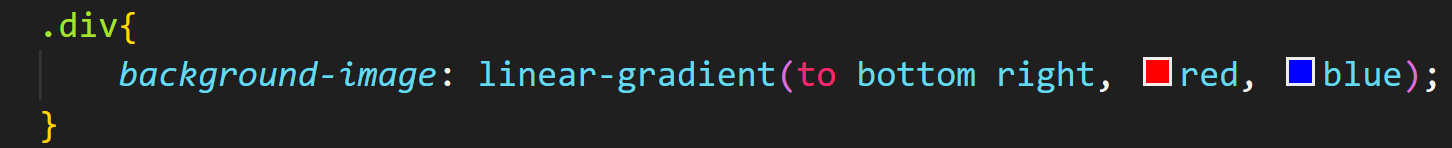 .div{
    background-image: linear-gradient(to bottom right, red, blue);
}